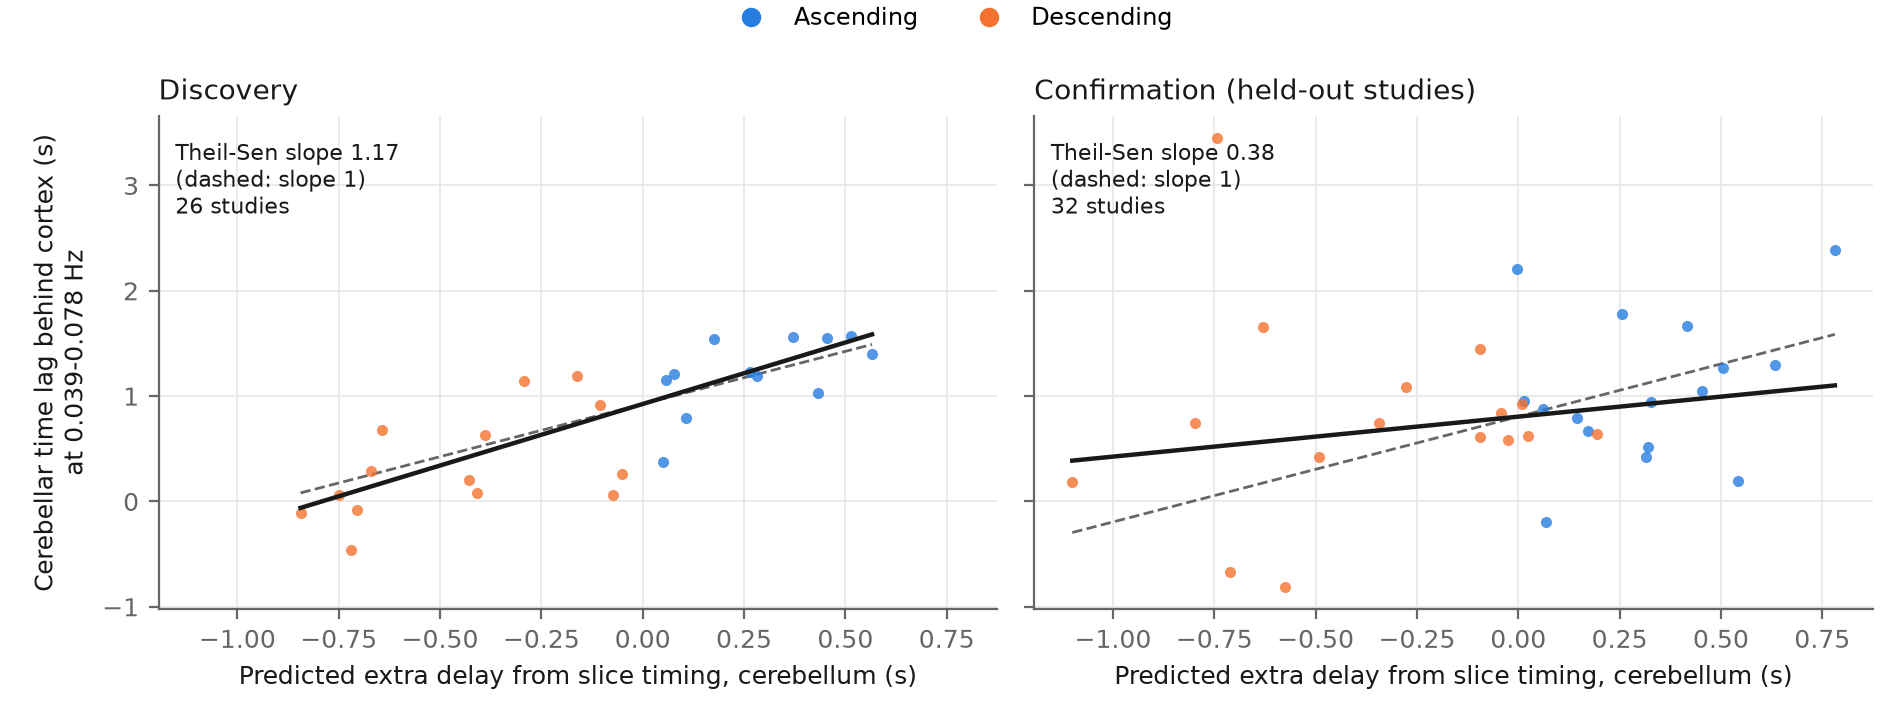 Ascending
Descending
Discovery
Theil-Sen slope 1.17
(dashed: slope 1)
26 studies
Cerebellar time lag behind cortex (s)
at 0.039-0.078 Hz
3
2
1
0
−1
−1.00
−0.75
−0.50
−0.25
0.00
0.25
0.50
0.75
Predicted extra delay from slice timing, cerebellum (s)
Confirmation (held-out studies)
Theil-Sen slope 0.38
(dashed: slope 1)
32 studies
−1.00
−0.75
−0.50
−0.25
0.00
0.25
0.50
0.75
Predicted extra delay from slice timing, cerebellum (s)